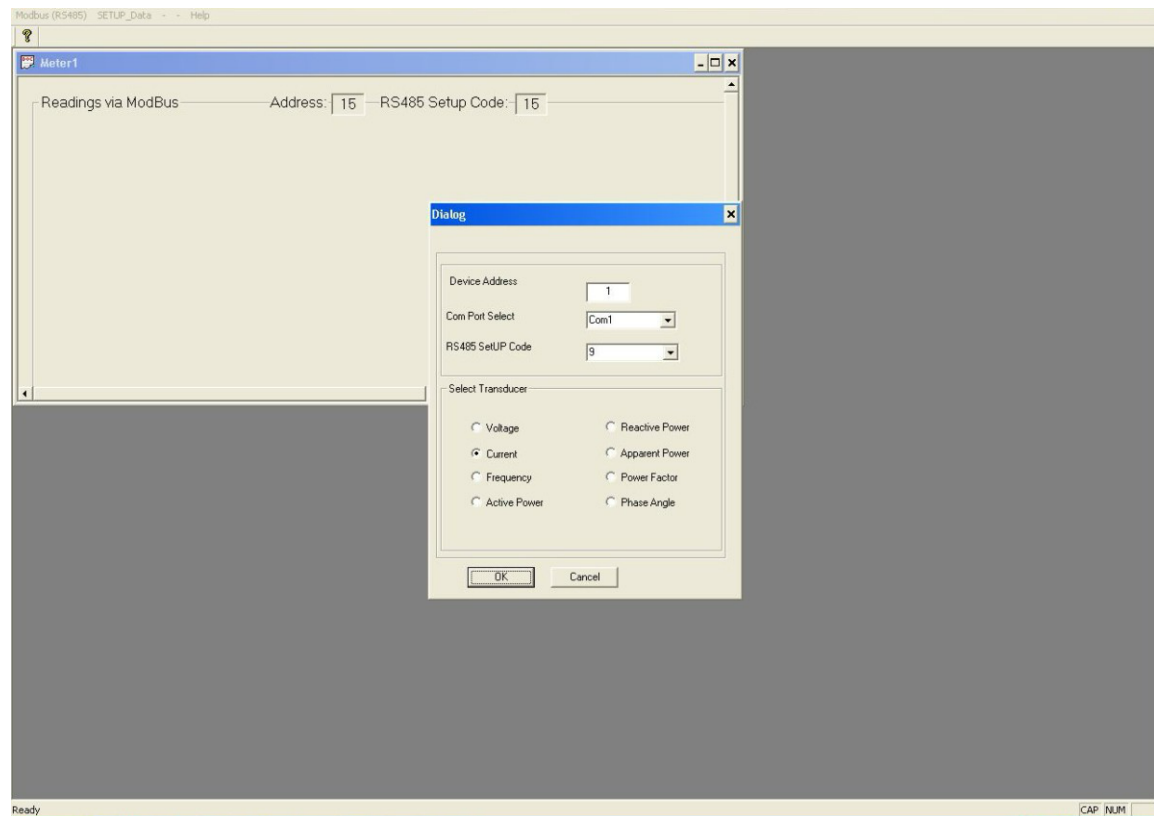 Modbus (RS485) SETUP_Data - - Help
?
Meter1
Readings via ModBus Address: 15 RS485 Setup Code: 15
Dialog
Device Address 1
Com Port Select Com1
RS485 SetUP Code 9
Select Transducer
Voltage Reactive Power
Current Apparent Power
Frequency Power Factor
Active Power Phase Angle
OK Cancel
Ready CAP NUM